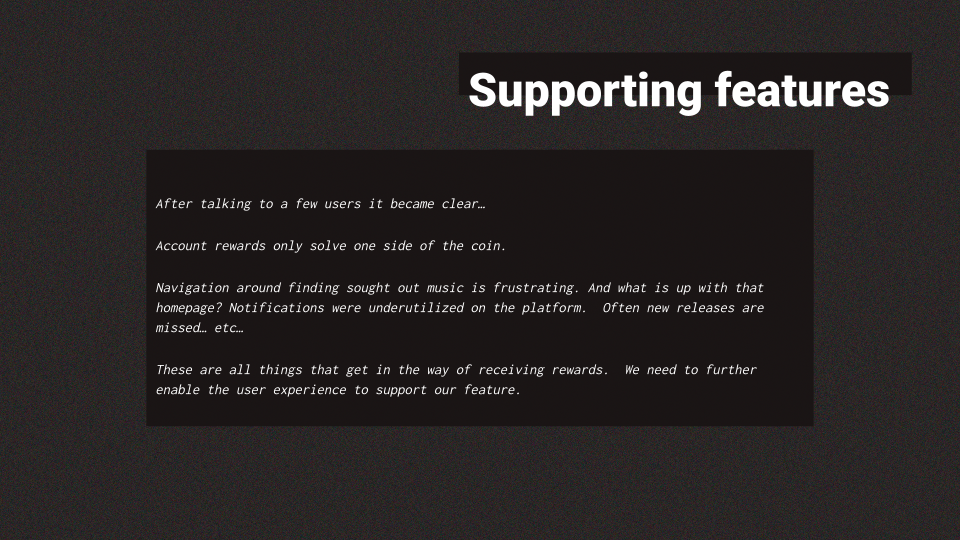 Supporting features
After talking to a few users it became clear…
Account rewards only solve one side of the coin.
Navigation around finding sought out music is frustrating. And what is up with that
homepage? Notifications were underutilized on the platform.  Often new releases are
missed… etc…
These are all things that get in the way of receiving rewards.  We need to further
enable the user experience to support our feature.